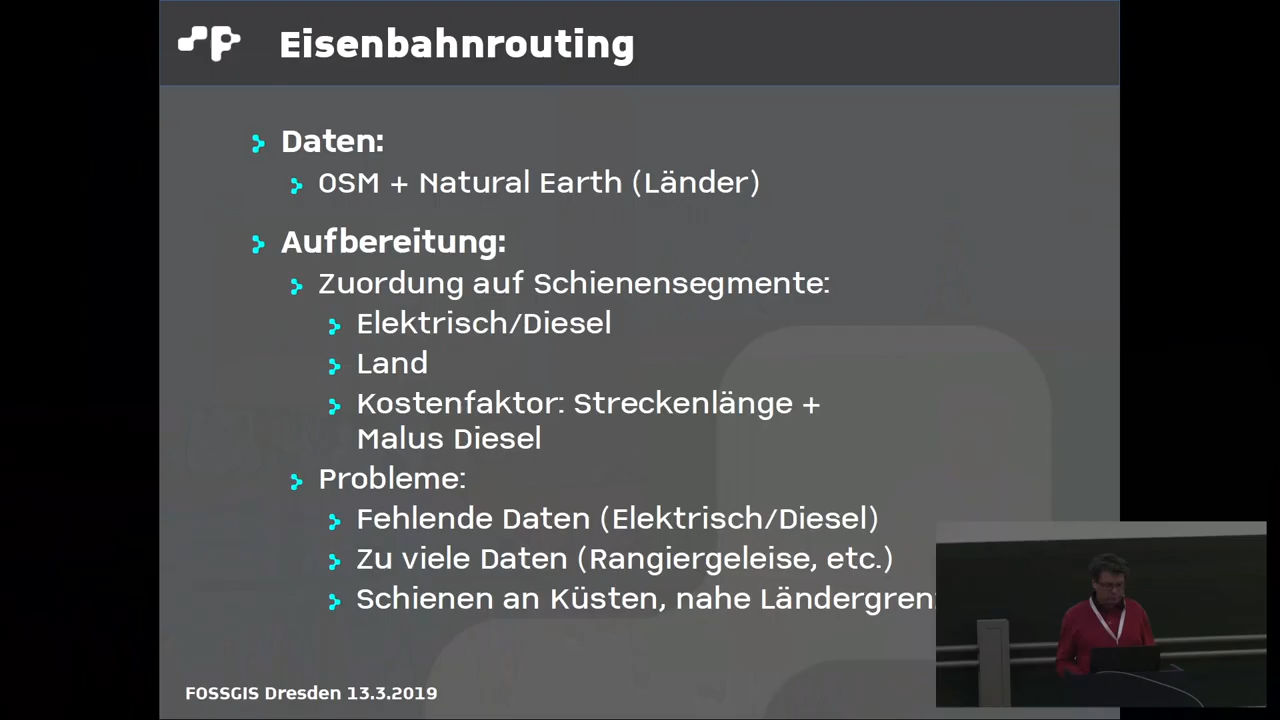 Eisenbahnrouting
Daten:
OSM + Natural Earth (Länder)
Aufbereitung:
Zuordung auf Schienensegmente:
Elektrisch/Diesel
Land
Kostenfaktor: Streckenlänge +
Malus Diesel
Probleme:
Fehlende Daten (Elektrisch/Diesel)
Zu viele Daten (Rangiergeleise, etc.)
Schienen an Küsten, nahe
FOSSGIS Dresden 13.3.2019